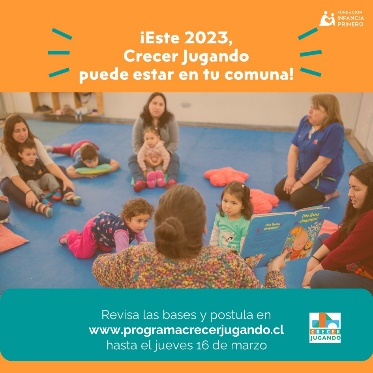 FUNDACIÓN
INFANCIA
PRIMERO
¡Este 2023,
Crecer Jugando
puede estar en tu comuna!
Revisa las bases y postula en
www.programacrecerjugando.cl
hasta el jueves 16 de marzo
CRECER
JUGANDO